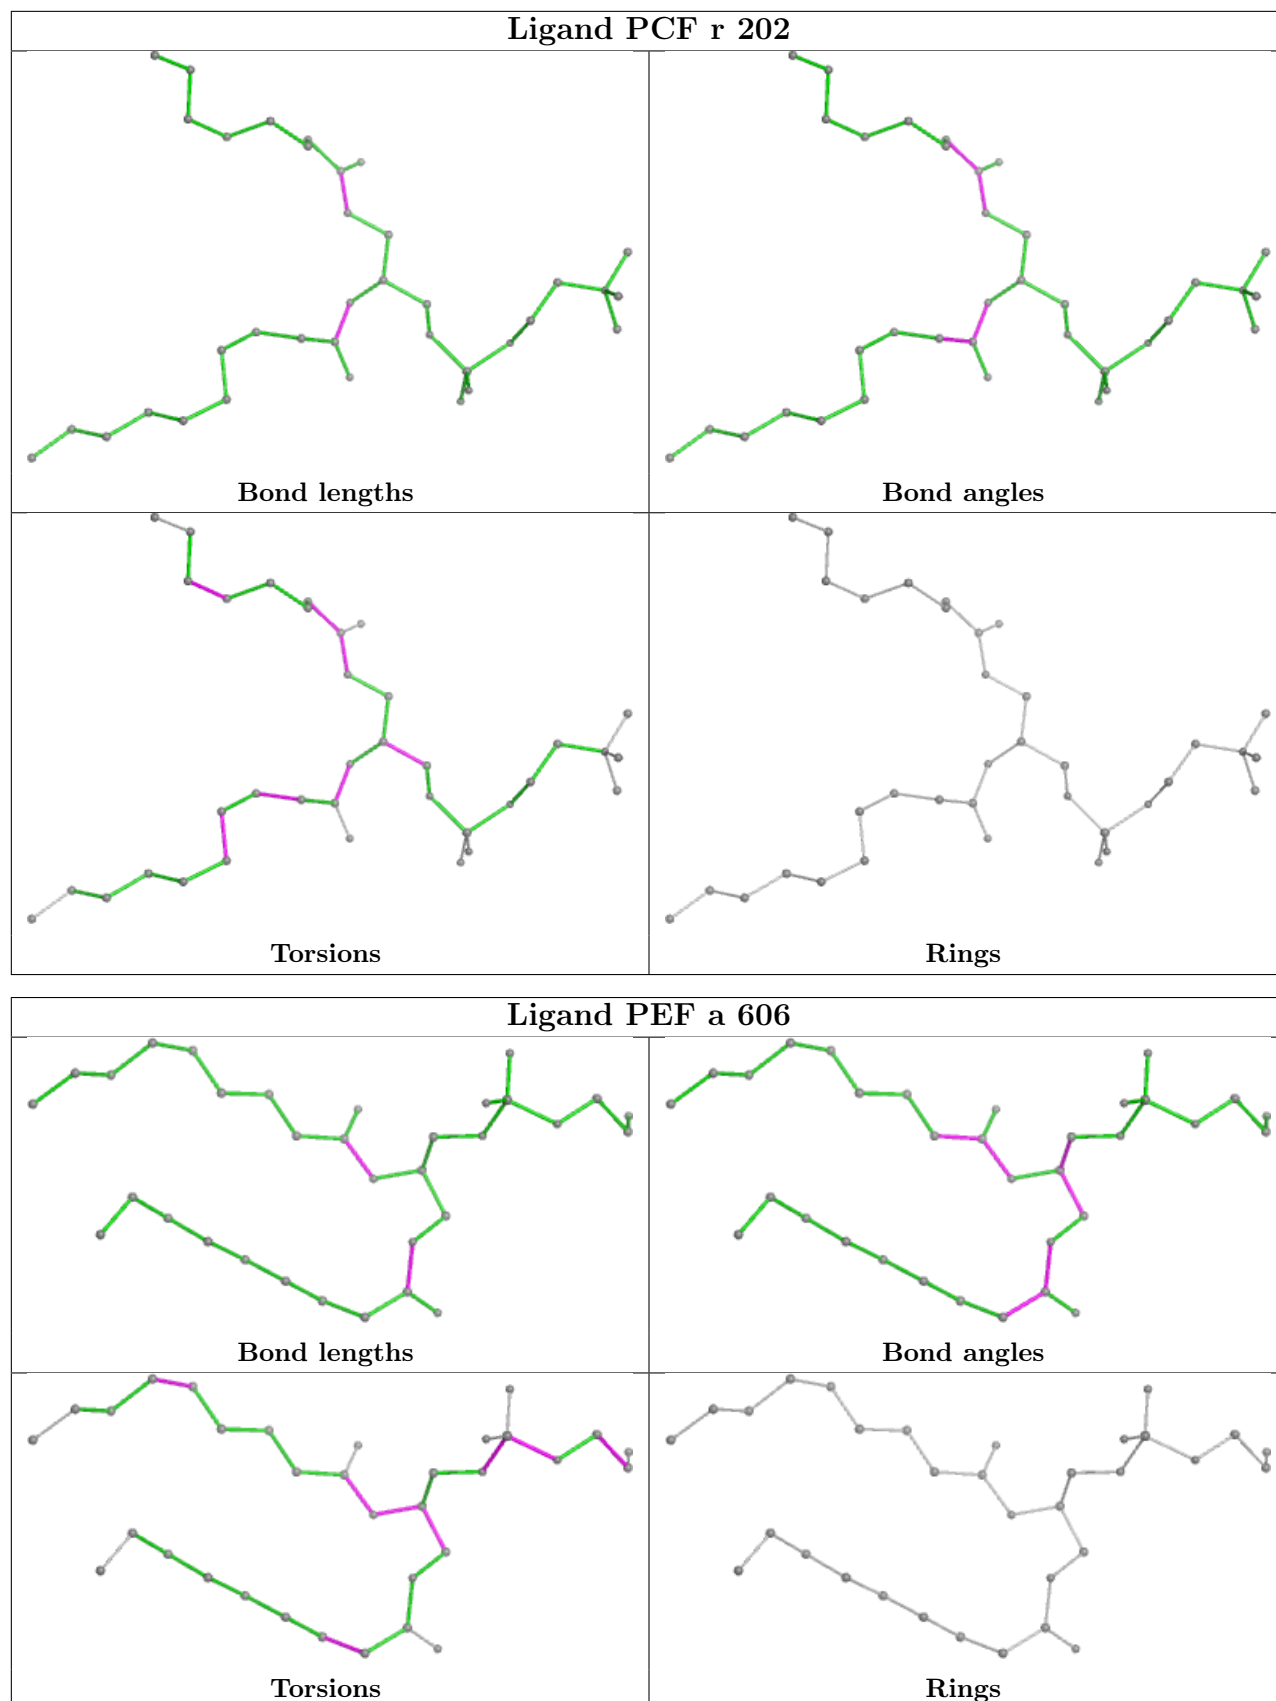 Ligand PCF r 202
Bond lengths
Bond angles
Torsions
Rings
Ligand PEF a 606
Bond lengths
Bond angles
Torsions
Rings